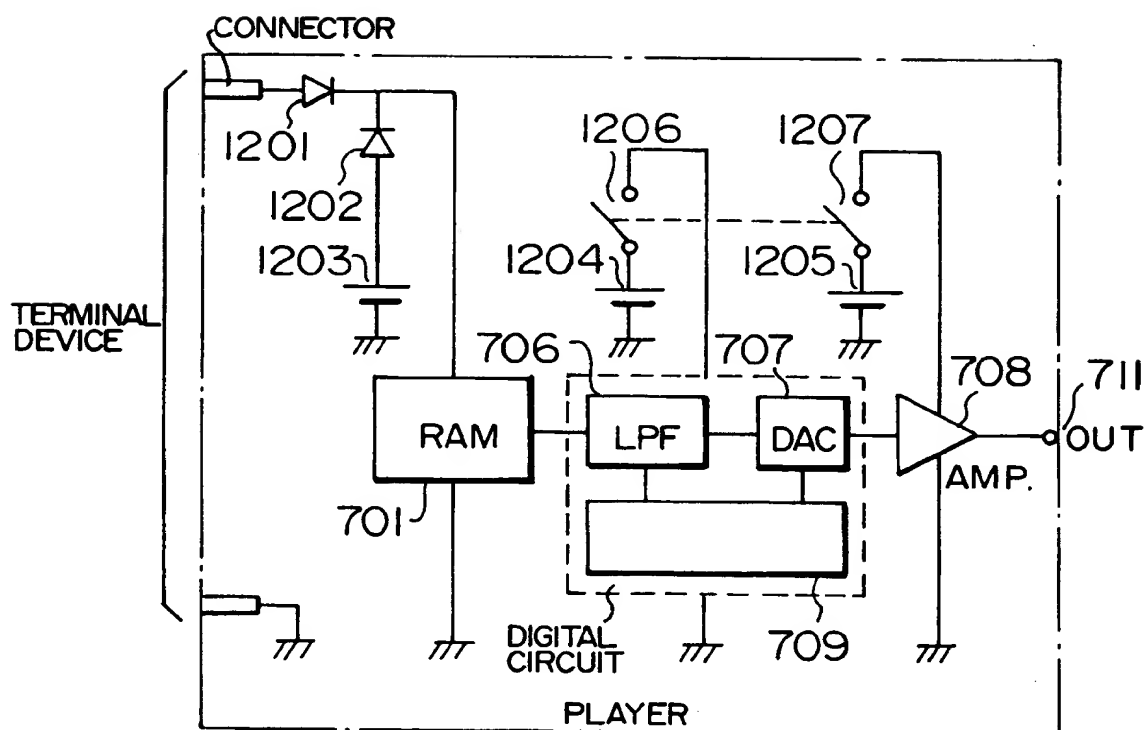 CONNECTOR
1201
1202
1203
1206
1207
1204
1205
TERMINAL
DEVICE
706
707
708
711
RAM
LPF
DAC
OUT
AMP.
701
DIGITAL
CIRCUIT
709
PLAYER